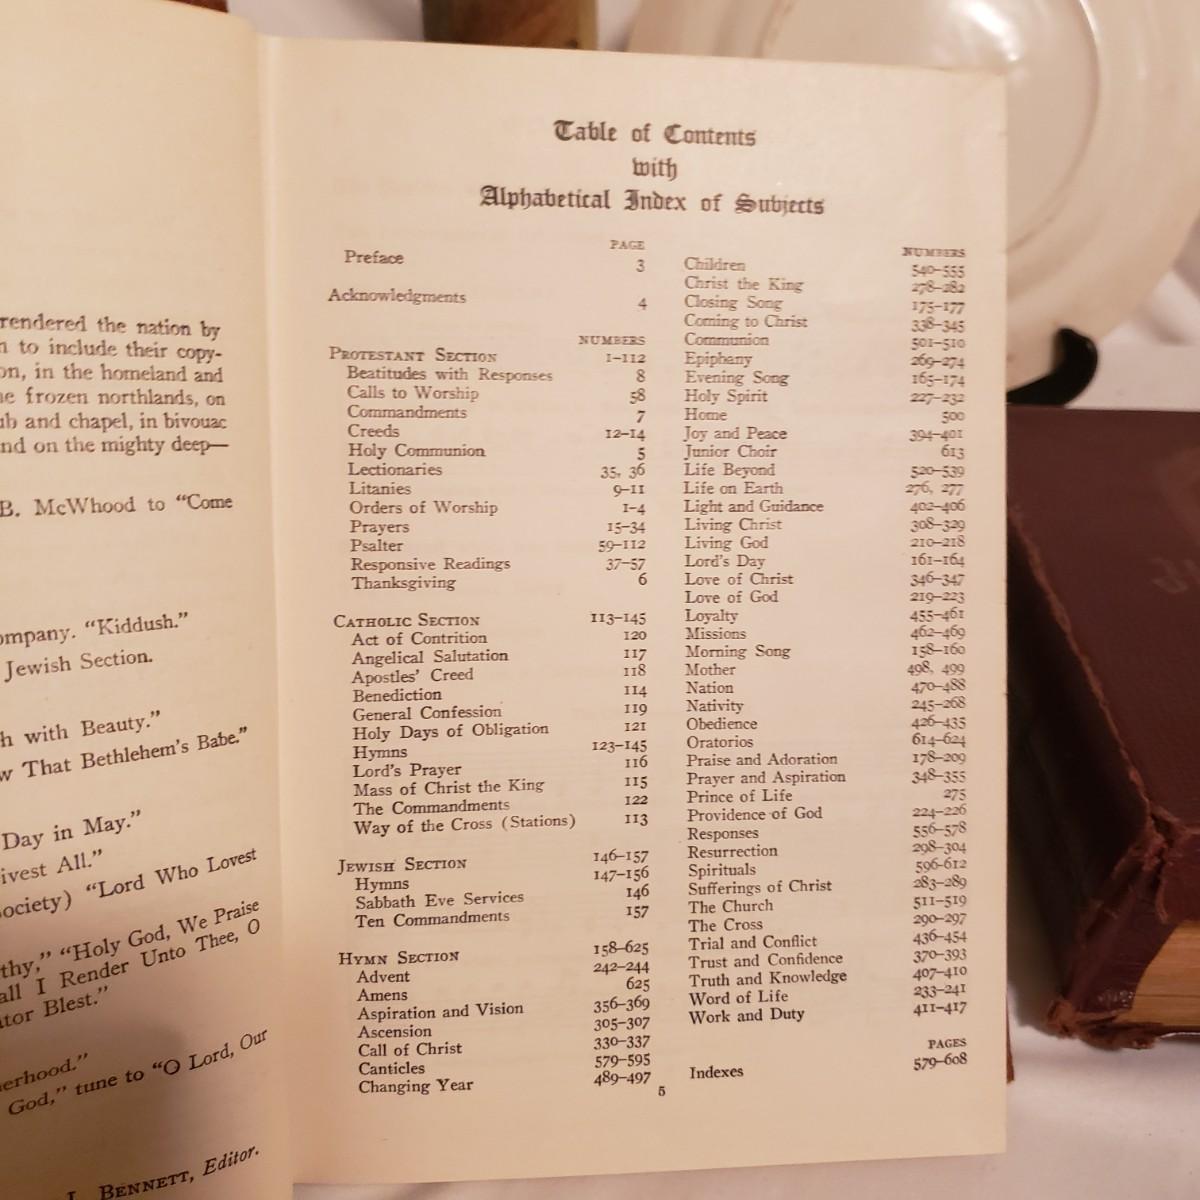 rendered the nation by
to include their copy-
on, in the homeland and
frozen northlands, on
and chapel, in bivouac
and on the mighty deep—
B. McWhood to “Come
“Kiddush.”
Jewish Section.
with Beauty.”
That Bethlehem's Babe.”
Day in May.”
All.”
“Lord Who Lovest
“Holy God, We Praise
I Render Unto Thee, O
Blest.”
God,” tune to “O Lord, Our
BENNETT, Editor.
Table of Contents
with
Alphabetical Index of Subjects
PAGE
Preface 3
Acknowledgments 4
NUMBERS
PROTESTANT SECTION 1-112
Beatitudes with Responses 8
Calls to Worship 58
Commandments 7
Creeds 12-14
Holy Communion 5
Lectionaries 35, 36
Litanies 9-11
Orders of Worship 1-4
Prayers 15-34
Psalter 59-112
Responsive Readings 37-57
Thanksgiving 6
CATHOLIC SECTION 113-145
Act of Contrition 120
Angelical Salutation 117
Apostles' Creed 118
Benediction 114
General Confession 119
Holy Days of Obligation 121
Hymns 123-145
Lord's Prayer 116
Mass of Christ the King 115
The Commandments 122
Way of the Cross (Stations) 113
JEWISH SECTION 146-157
Hymns 147-156
Sabbath Eve Services 146
Ten Commandments 157
HYMN SECTION 158-625
Advent 242-244
Amens 625
Aspiration and Vision 356-369
Ascension 305-307
Call of Christ 330-337
Canticles 579-595
Changing Year 489-497
NUMBERS
Children 540-555
Christ the King 278-282
Closing Song 175-177
Coming to Christ 338-345
Communion 501-510
Epiphany 269-274
Evening Song 165-174
Holy Spirit 227-232
Home 500
Joy and Peace 394-401
Junior Choir 613
Life Beyond 520-539
Life on Earth 276, 277
Light and Guidance 402-406
Living Christ 308-329
Living God 210-218
Lord's Day 161-164
Love of Christ 346-347
Love of God 219-223
Loyalty 455-461
Missions 462-469
Morning Song 158-160
Mother 498, 499
Nation 470-488
Nativity 245-268
Obedience 426-435
Oratorios 614-624
Praise and Adoration 178-209
Prayer and Aspiration 348-355
Prince of Life 275
Providence of God 224-226
Responses 556-578
Resurrection 298-304
Spirituals 596-612
Sufferings of Christ 283-289
The Church 511-519
The Cross 290-297
Trial and Conflict 436-454
Trust and Confidence 370-393
Truth and Knowledge 407-410
Word of Life 233-241
Work and Duty 411-417
PAGES
Indexes 579-608
5